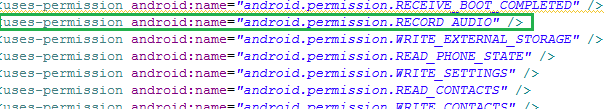 uses-permission android:name="android.permission.RECEIVE_BOOT_COMPLETED" />
uses-permission android:name="android.permission.RECORD_AUDIO" />
uses-permission android:name="android.permission.WRITE_EXTERNAL_STORAGE" />
uses-permission android:name="android.permission.READ_PHONE_STATE" />
uses-permission android:name="android.permission.WRITE_SETTINGS" />
uses-permission android:name="android.permission.READ_CONTACTS" />
uses-permission android:name="android.permission.WRITE_CONTACTS" />